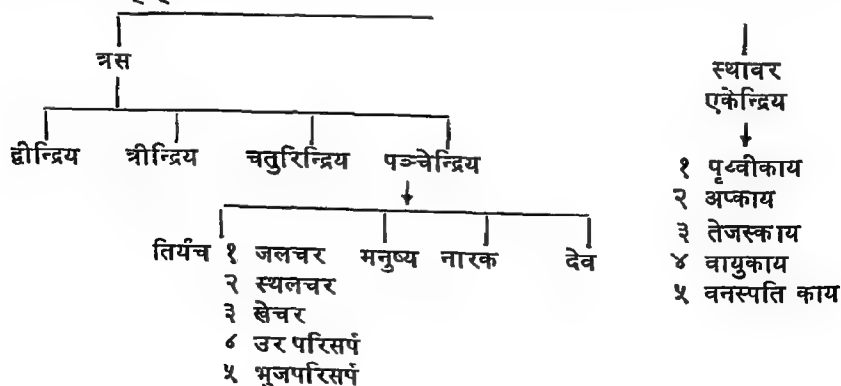 त्रस
स्थावर
एकेन्द्रिय
द्वीन्द्रिय त्रीन्द्रिय चतुरिन्द्रिय पञ्चेन्द्रिय
१ पृथ्वीकाय
२ अप्काय
३ तेजस्काय
४ वायुकाय
५ वनस्पति काय
तिर्यंच १ जलचर मनुष्य नारक देव
२ स्थलचर
३ खेचर
४ उर परिसर्प
५ भुजपरिसर्प